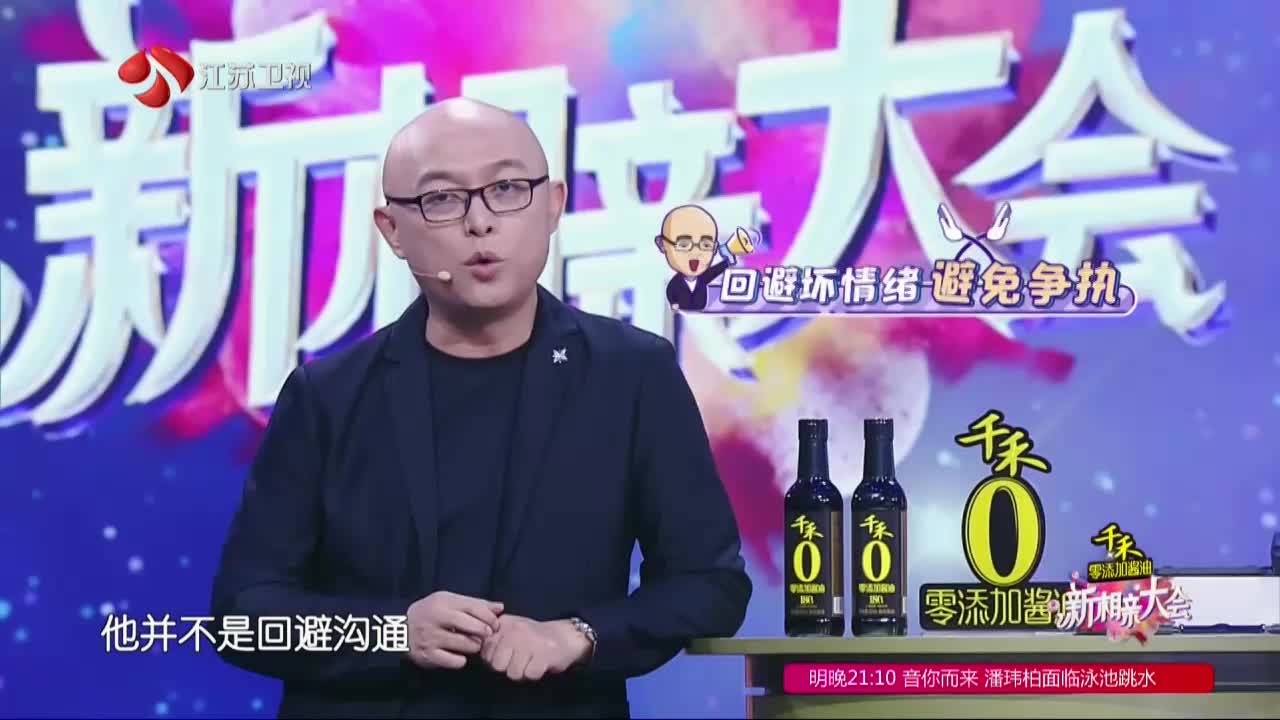 新相亲大会
江苏卫视
回避坏情绪 避免争执
千禾
0
零添加酱油
180
千禾
0
零添加酱油
180
千禾
0
零添加酱油
千禾
零添加酱油
新相亲大会
他并不是回避沟通
明晚21:10 音你而来 潘玮柏面临泳池跳水